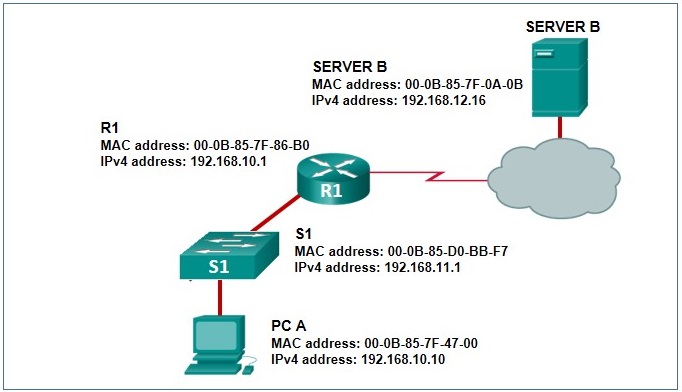 SERVER B
SERVER B
MAC address: 00-0B-85-7F-0A-0B
IPv4 address: 192.168.12.16
R1
MAC address: 00-0B-85-7F-86-B0
IPv4 address: 192.168.10.1
R1
S1
MAC address: 00-0B-85-D0-BB-F7
IPv4 address: 192.168.11.1
S1
PC A
MAC address: 00-0B-85-7F-47-00
IPv4 address: 192.168.10.10